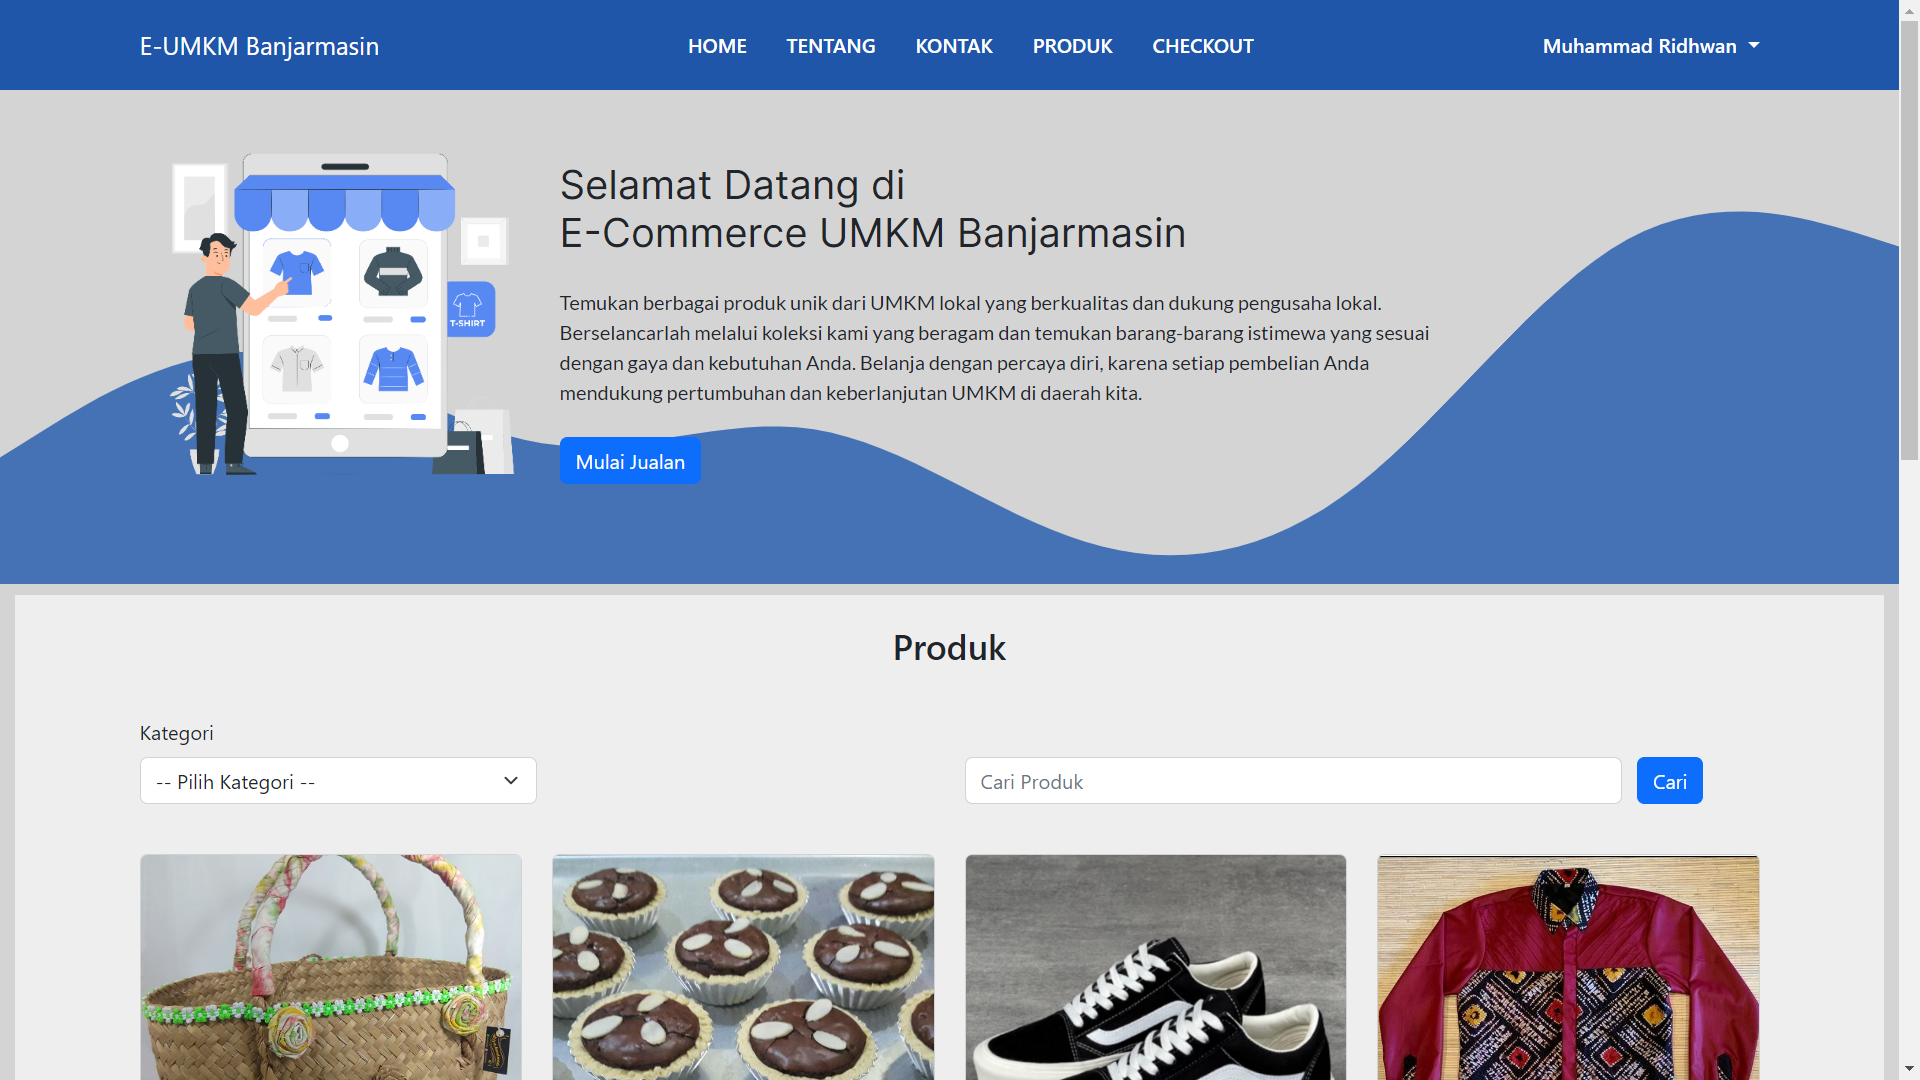 E-UMKM Banjarmasin
HOME
TENTANG
KONTAK
PRODUK
CHECKOUT
Muhammad Ridhwan
T-SHIRT
Selamat Datang di
E-Commerce UMKM Banjarmasin
Temukan berbagai produk unik dari UMKM lokal yang berkualitas dan dukung pengusaha lokal.
Berselancarlah melalui koleksi kami yang beragam dan temukan barang-barang istimewa yang sesuai
dengan gaya dan kebutuhan Anda. Belanja dengan percaya diri, karena setiap pembelian Anda
mendukung pertumbuhan dan keberlanjutan UMKM di daerah kita.
Mulai Jualan
Produk
Kategori
-- Pilih Kategori --
Cari Produk
Cari